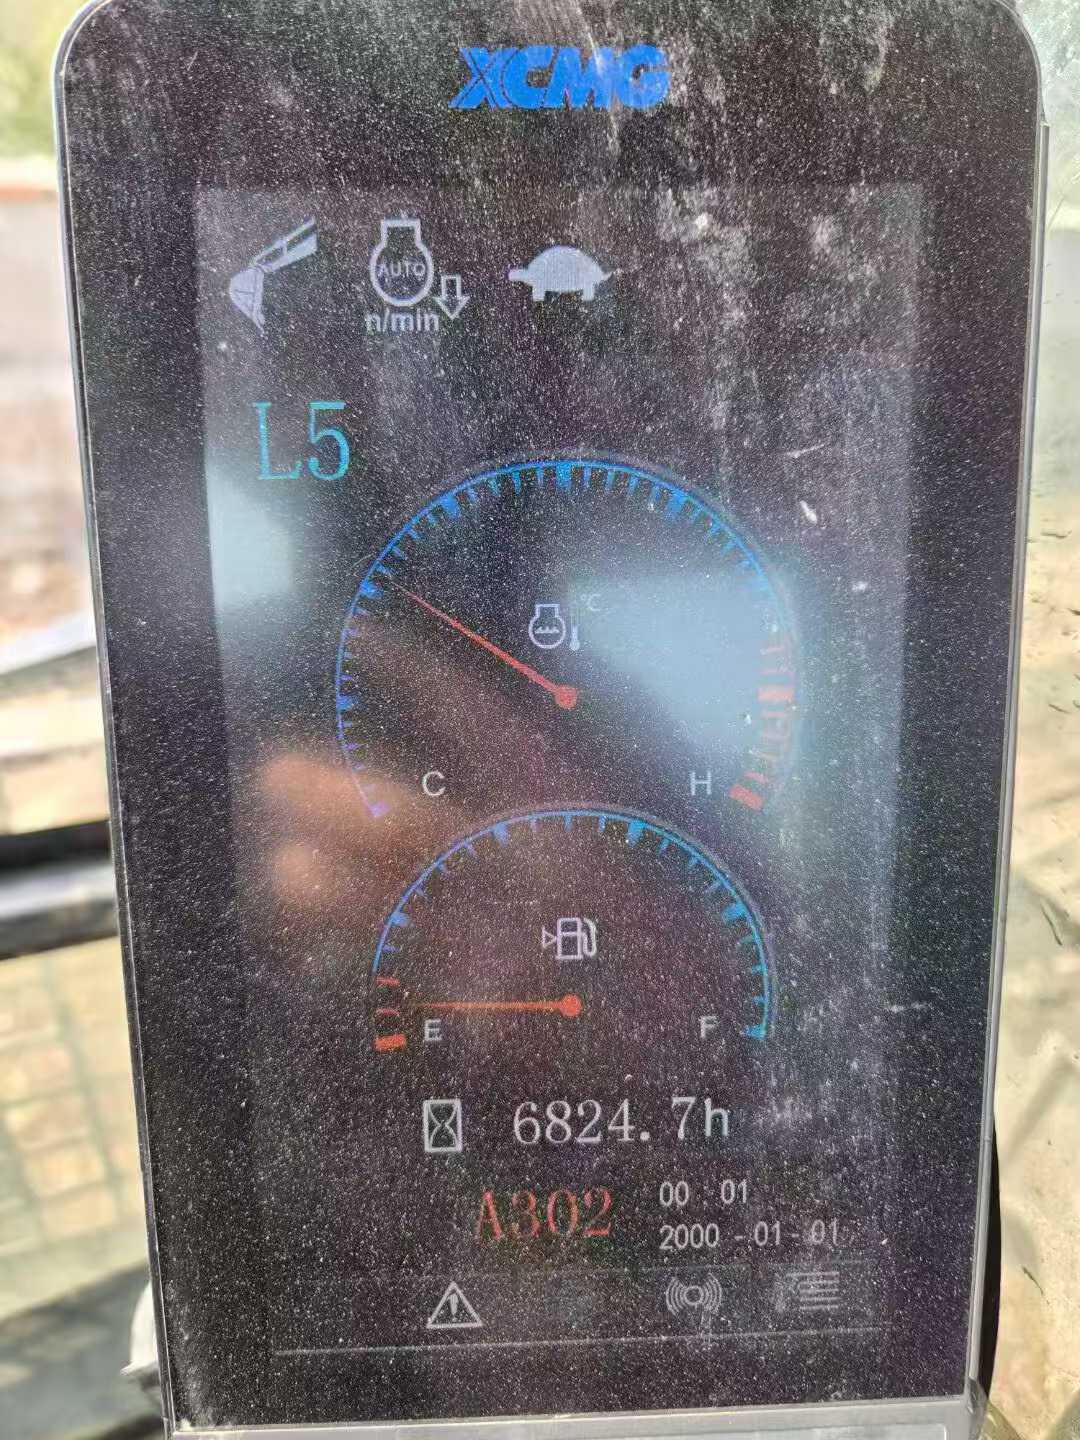 XCMG
AUTO
n/min
L5
°C
C H
E F
6824.7h
A302
00:01
2000-01-01